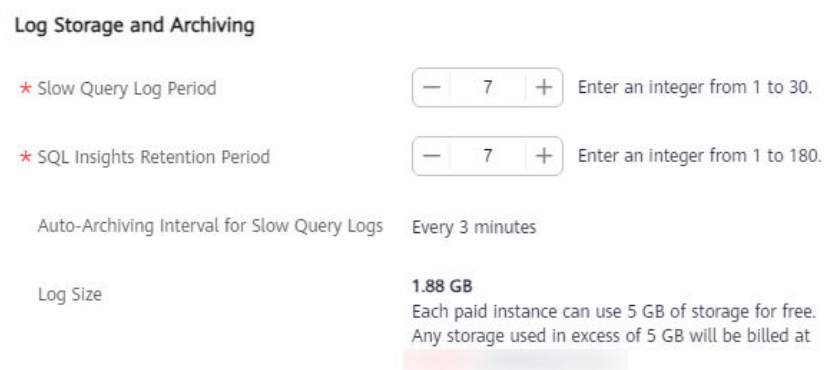 Log Storage and Archiving
* Slow Query Log Period − 7 + Enter an integer from 1 to 30.
* SQL Insights Retention Period − 7 + Enter an integer from 1 to 180.
Auto-Archiving Interval for Slow Query Logs Every 3 minutes
Log Size 1.88 GB
Each paid instance can use 5 GB of storage for free.
Any storage used in excess of 5 GB will be billed at